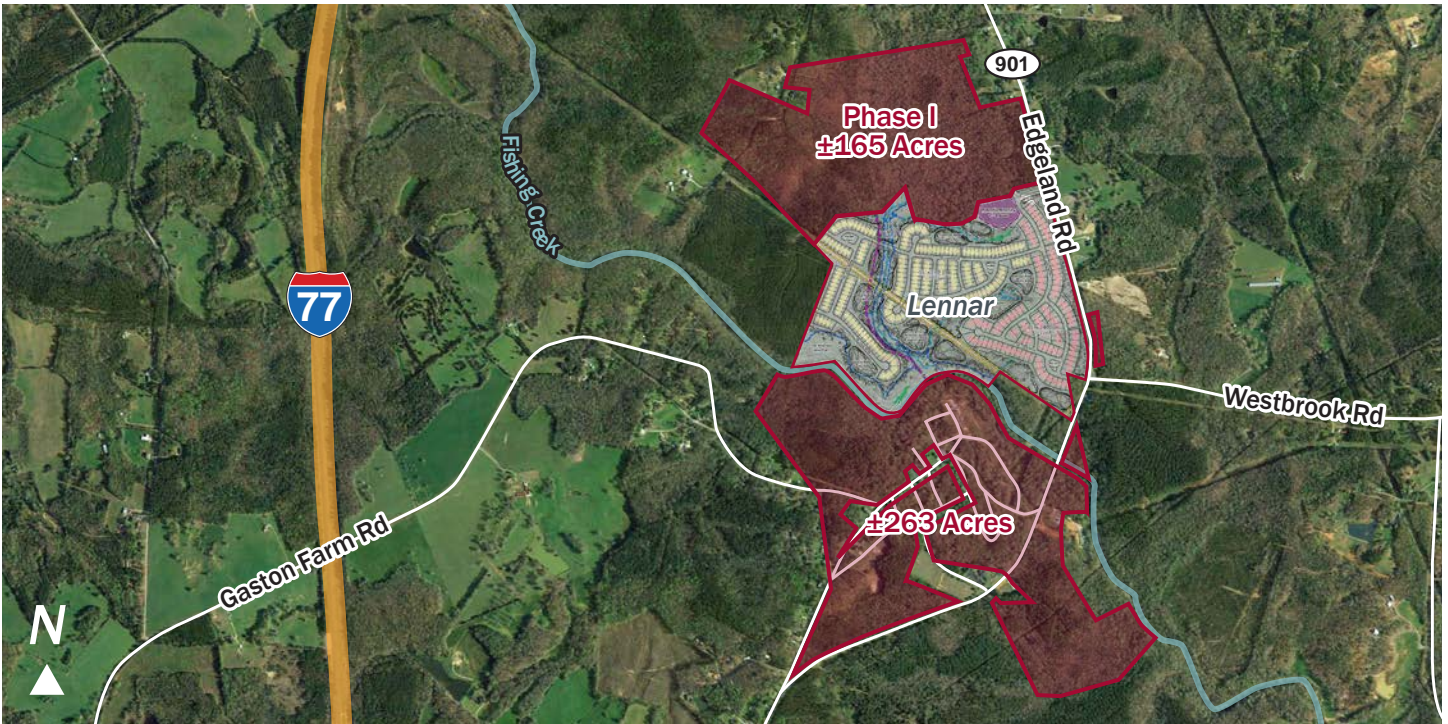 901
Phase I
±165 Acres
Edgeland Rd
Fishing Creek
77
Lennar
Westbrook Rd
±263 Acres
Gaston Farm Rd
N